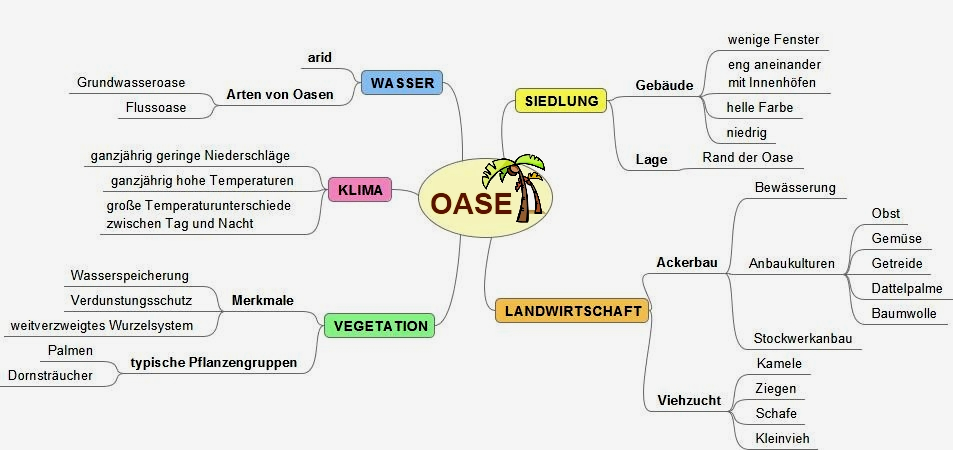 OASE
WASSER
arid
Arten von Oasen
Grundwasseroase
Flussoase
KLIMA
ganzjährig geringe Niederschläge
ganzjährig hohe Temperaturen
große Temperaturunterschiede
zwischen Tag und Nacht
VEGETATION
Merkmale
Wasserspeicherung
Verdunstungsschutz
weitverzweigtes Wurzelsystem
typische Pflanzengruppen
Palmen
Dornsträucher
SIEDLUNG
Gebäude
wenige Fenster
eng aneinander
mit Innenhöfen
helle Farbe
niedrig
Lage
Rand der Oase
LANDWIRTSCHAFT
Ackerbau
Bewässerung
Anbaukulturen
Obst
Gemüse
Getreide
Dattelpalme
Baumwolle
Stockwerkanbau
Viehzucht
Kamele
Ziegen
Schafe
Kleinvieh